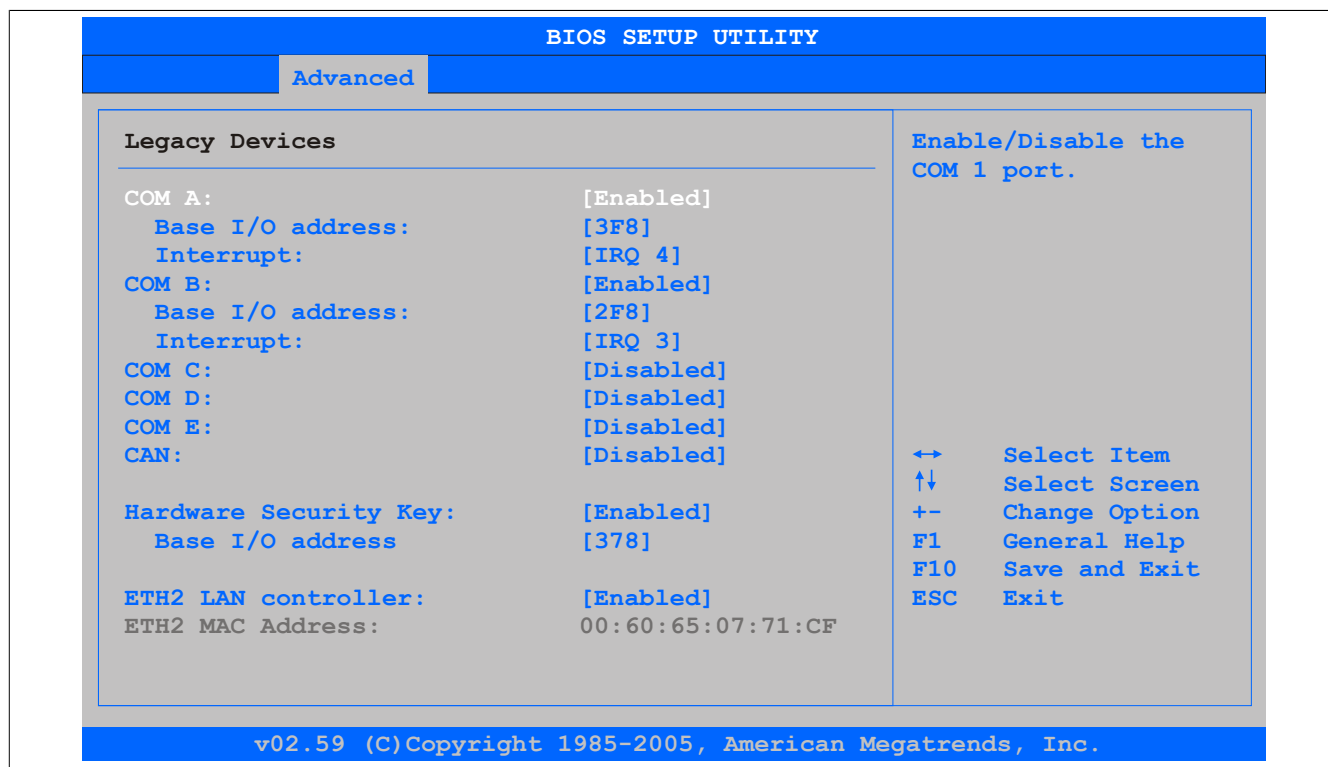 BIOS SETUP UTILITY
Advanced
Legacy Devices
COM A: [Enabled]
Base I/O address: [3F8]
Interrupt: [IRQ 4]
COM B: [Enabled]
Base I/O address: [2F8]
Interrupt: [IRQ 3]
COM C: [Disabled]
COM D: [Disabled]
COM E: [Disabled]
CAN: [Disabled]
Hardware Security Key: [Enabled]
Base I/O address [378]
ETH2 LAN controller: [Enabled]
ETH2 MAC Address: 00:60:65:07:71:CF
Enable/Disable the
COM 1 port.
↔ Select Item
↑↓ Select Screen
+- Change Option
F1 General Help
F10 Save and Exit
ESC Exit
v02.59 (C)Copyright 1985-2005, American Megatrends, Inc.